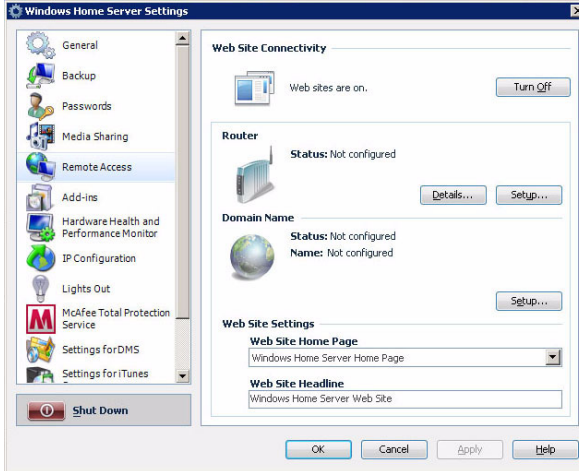 Windows Home Server Settings
General
Backup
Passwords
Media Sharing
Remote Access
Add-ins
Hardware Health and
Performance Monitor
IP Configuration
Lights Out
McAfee Total Protection
Service
Settings for DMS
Settings for iTunes
Shut Down
Web Site Connectivity
Web sites are on.
Turn Off
Router
Status: Not configured
Details...
Setup...
Domain Name
Status: Not configured
Name: Not configured
Setup...
Web Site Settings
Web Site Home Page
Windows Home Server Home Page
Web Site Headline
Windows Home Server Web Site
OK
Cancel
Apply
Help